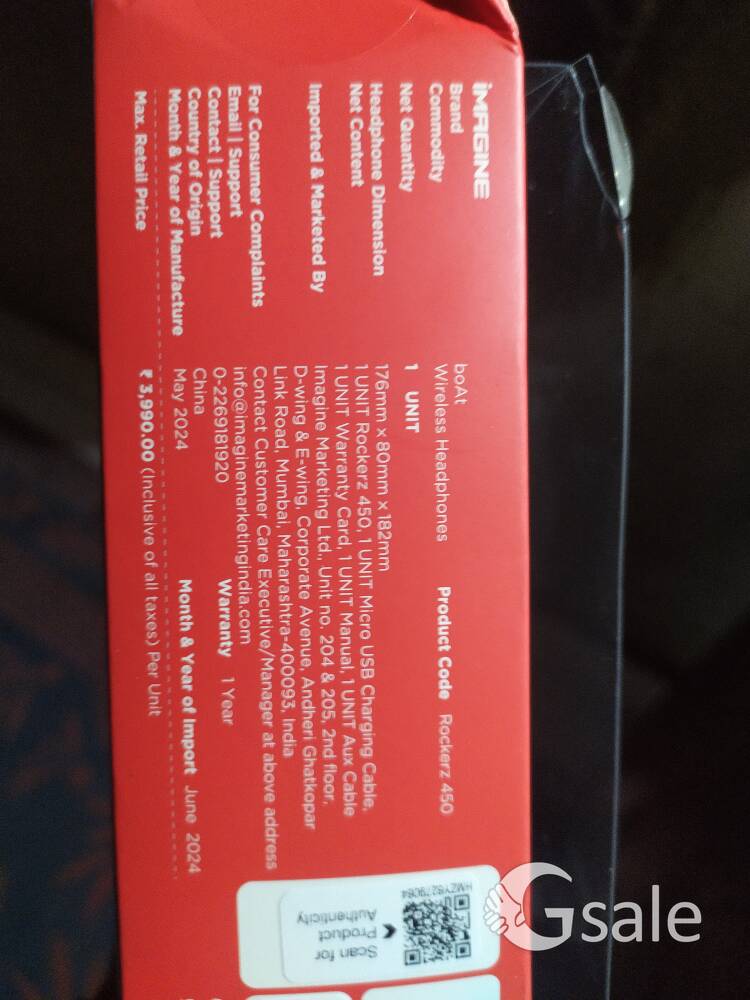 iMAGINE
Brand boAt
Commodity Wireless Headphones Product Code Rockerz 450
Net Quantity 1 UNIT
Headphone Dimension 176mm x 80mm x 182mm
Net Content 1 UNIT Rockerz 450, 1 UNIT Micro USB Charging Cable,
1 UNIT Warranty Card, 1 UNIT Manual, 1 UNIT Aux Cable
Imported & Marketed By Imagine Marketing Ltd., Unit no. 204 & 205, 2nd floor,
D-wing & E-wing, Corporate Avenue, Andheri Ghatkopar
Link Road, Mumbai, Maharashtra-400093, India
For Consumer Complaints Contact Customer Care Executive/Manager at above address
Email | Support info@imaginemarketingindia.com
Contact | Support 0-2269181920 Warranty 1 Year
Country of Origin China
Month & Year of Manufacture May 2024 Month & Year of Import June 2024
Max. Retail Price ₹ 3,990.00 (Inclusive of all taxes) Per Unit
HMZYS279064
Scan for
Product
Authenticity
Gsale